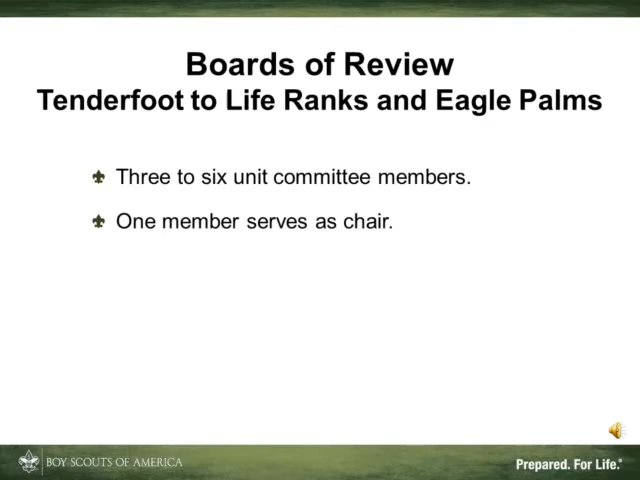 Boards of Review
Tenderfoot to Life Ranks and Eagle Palms
Three to six unit committee members.
One member serves as chair.
BOY SCOUTS OF AMERICA
Prepared. For Life.®